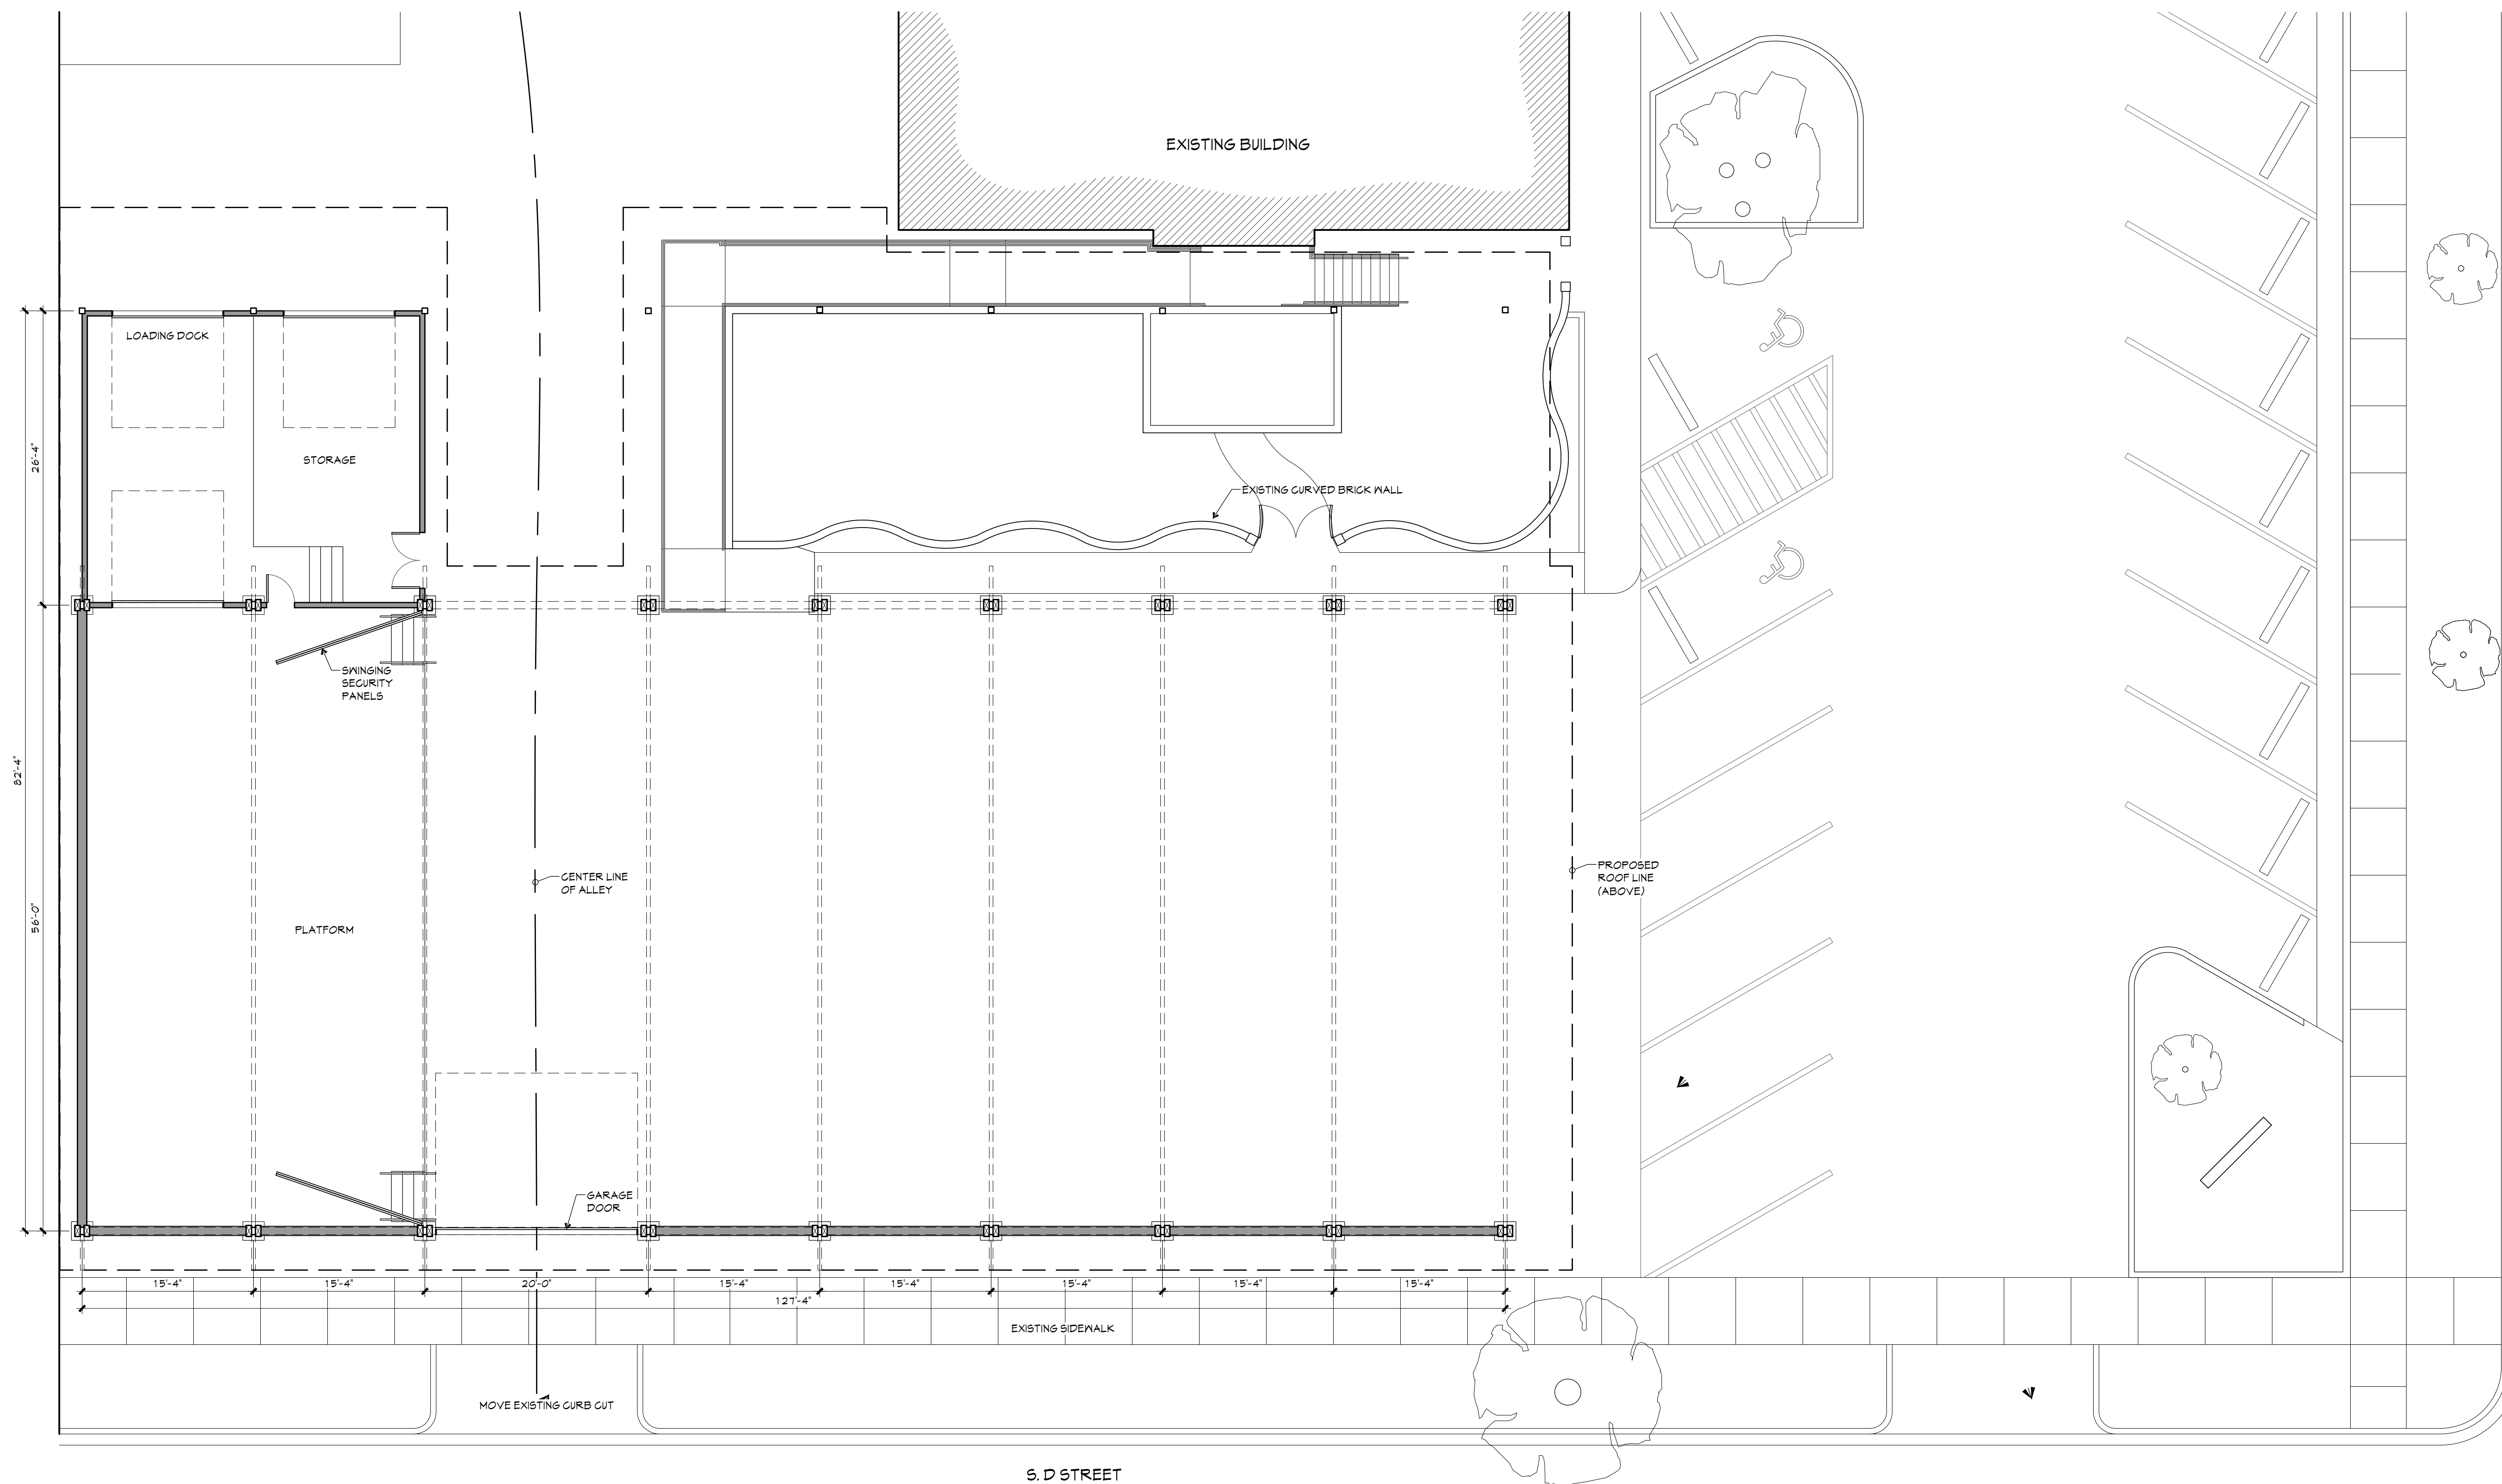 EXISTING BUILDING
LOADING DOCK
26'-4"
STORAGE
EXISTING CURVED BRICK WALL
SWINGING
SECURITY
PANELS
82'-4"
56'-0"
CENTER LINE
OF ALLEY
PROPOSED
ROOF LINE
(ABOVE)
PLATFORM
GARAGE
DOOR
15'-4"
15'-4"
20'-0"
15'-4"
15'-4"
15'-4"
15'-4"
15'-4"
127'-4"
EXISTING SIDEWALK
MOVE EXISTING CURB CUT
S. D STREET